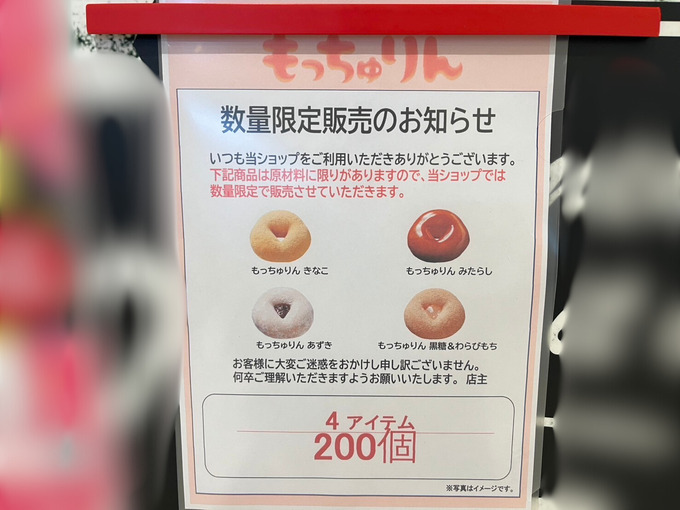 もっちゅりん
数量限定販売のお知らせ
いつも当ショップをご利用いただきありがとうございます。
下記商品は原材料に限りがありますので、当ショップでは
数量限定で販売させていただきます。
もっちゅりん きなこ
もっちゅりん みたらし
もっちゅりん あずき
もっちゅりん 黒糖&わらびもち
お客様に大変ご迷惑をおかけし申し訳ございません。
何卒ご理解いただきますようお願いいたします。 店主
4 アイテム
200個
※写真はイメージです。